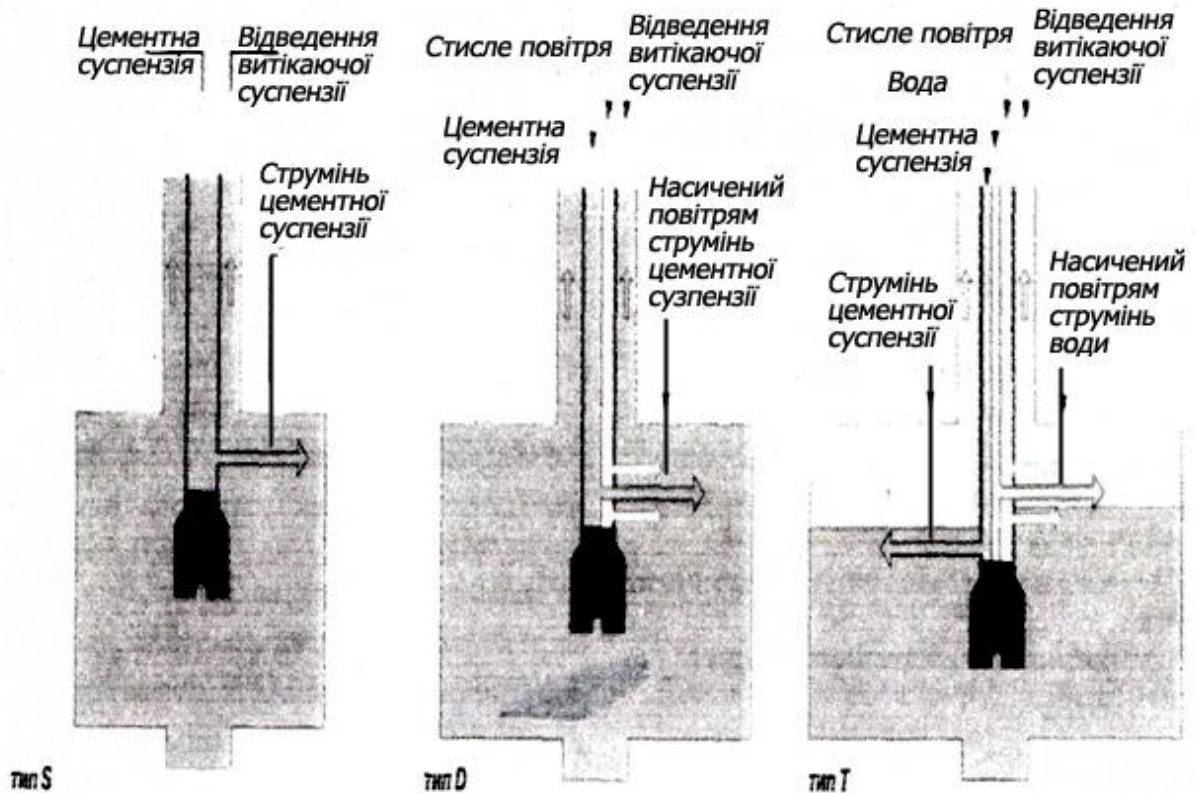 Цементна
суспензія
Відведення
витікаючої
суспензії
Струмінь
цементної
суспензії
тип S
Стисле повітря
Відведення
витікаючої
суспензії
Цементна
суспензія
Насичений
повітрям
струмінь
цементної
сузпензії
тип D
Стисле повітря
Відведення
витікаючої
суспензії
Вода
Цементна
суспензія
Струмінь
цементної
суспензії
Насичений
повітрям
струмінь
води
тип T